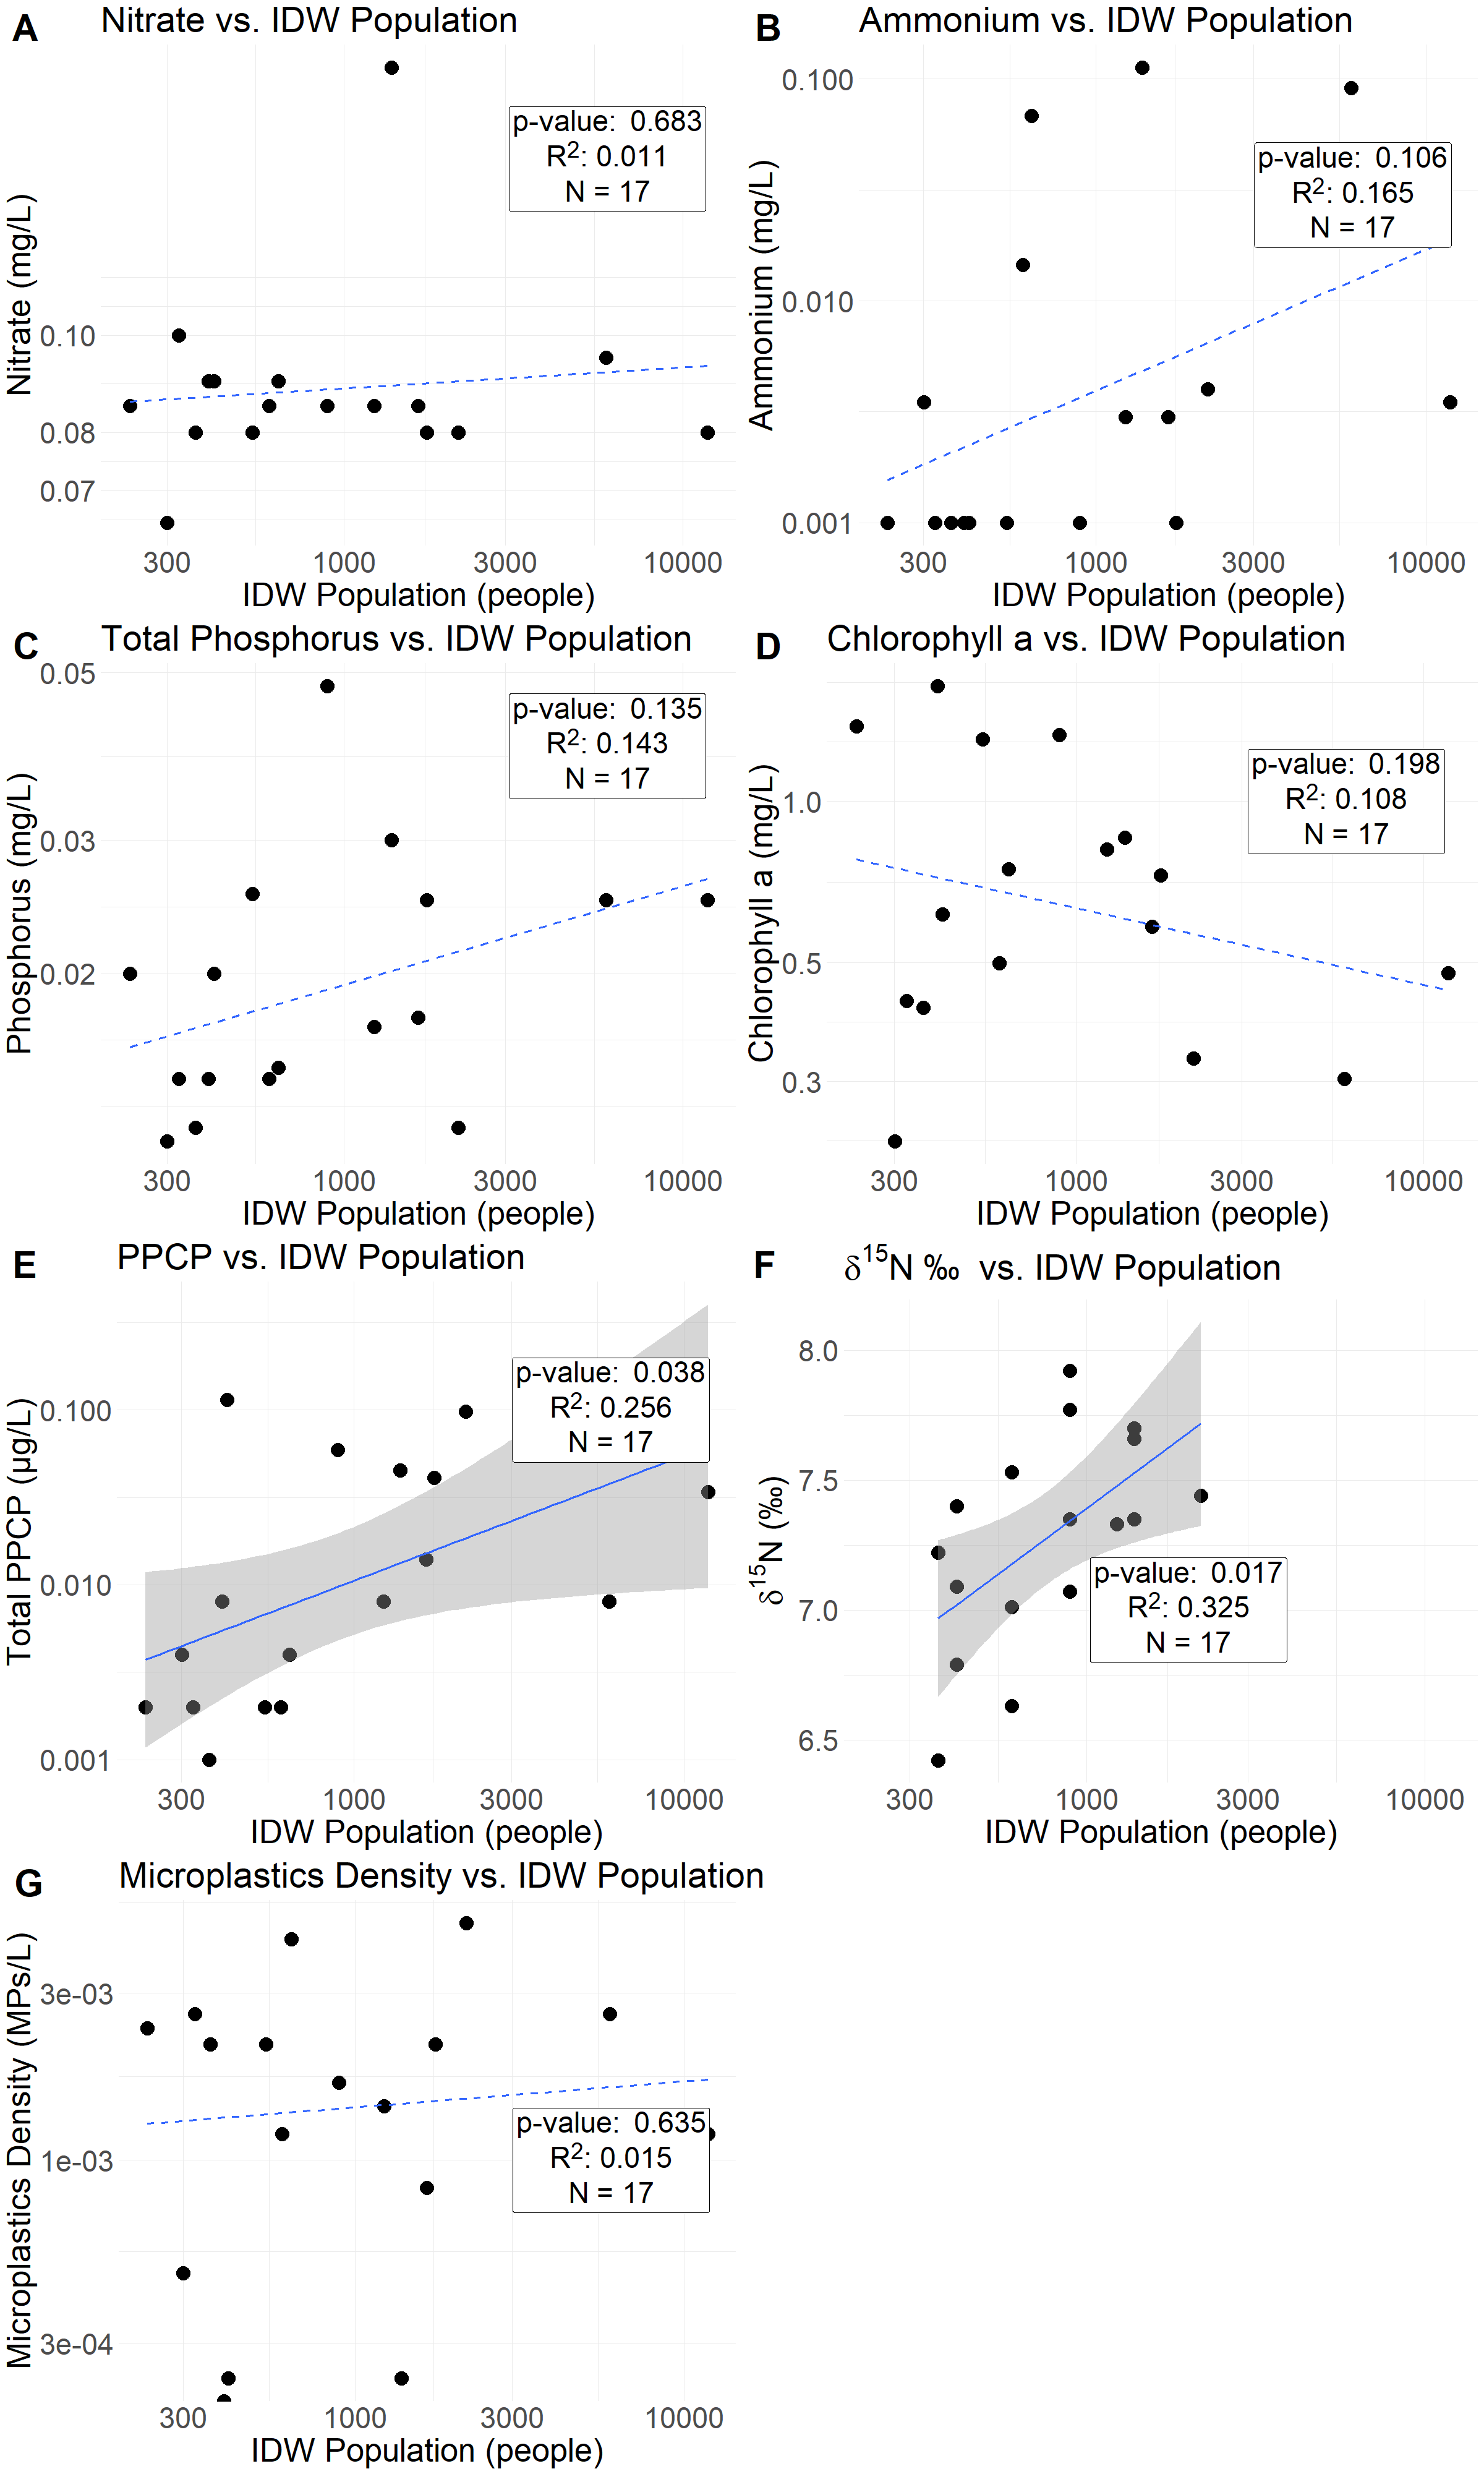 A
Nitrate vs. IDW Population
Nitrate (mg/L)
p-value: 0.683
R²: 0.011
N = 17
0.10
0.08
0.07
300 1000 3000 10000
IDW Population (people)
B
Ammonium vs. IDW Population
Ammonium (mg/L)
0.100
p-value: 0.106
R²: 0.165
N = 17
0.010
0.001
300 1000 3000 10000
IDW Population (people)
C
Total Phosphorus vs. IDW Population
Phosphorus (mg/L)
0.05
p-value: 0.135
R²: 0.143
N = 17
0.03
0.02
300 1000 3000 10000
IDW Population (people)
D
Chlorophyll a vs. IDW Population
Chlorophyll a (mg/L)
p-value: 0.198
R²: 0.108
N = 17
1.0
0.5
0.3
300 1000 3000 10000
IDW Population (people)
E
PPCP vs. IDW Population
Total PPCP (µg/L)
p-value: 0.038
R²: 0.256
N = 17
0.100
0.010
0.001
300 1000 3000 10000
IDW Population (people)
F
δ¹⁵N ‰ vs. IDW Population
δ¹⁵N (‰)
8.0
7.5
7.0
6.5
p-value: 0.017
R²: 0.325
N = 17
300 1000 3000 10000
IDW Population (people)
G
Microplastics Density vs. IDW Population
Microplastics Density (MPs/L)
3e-03
1e-03
3e-04
p-value: 0.635
R²: 0.015
N = 17
300 1000 3000 10000
IDW Population (people)